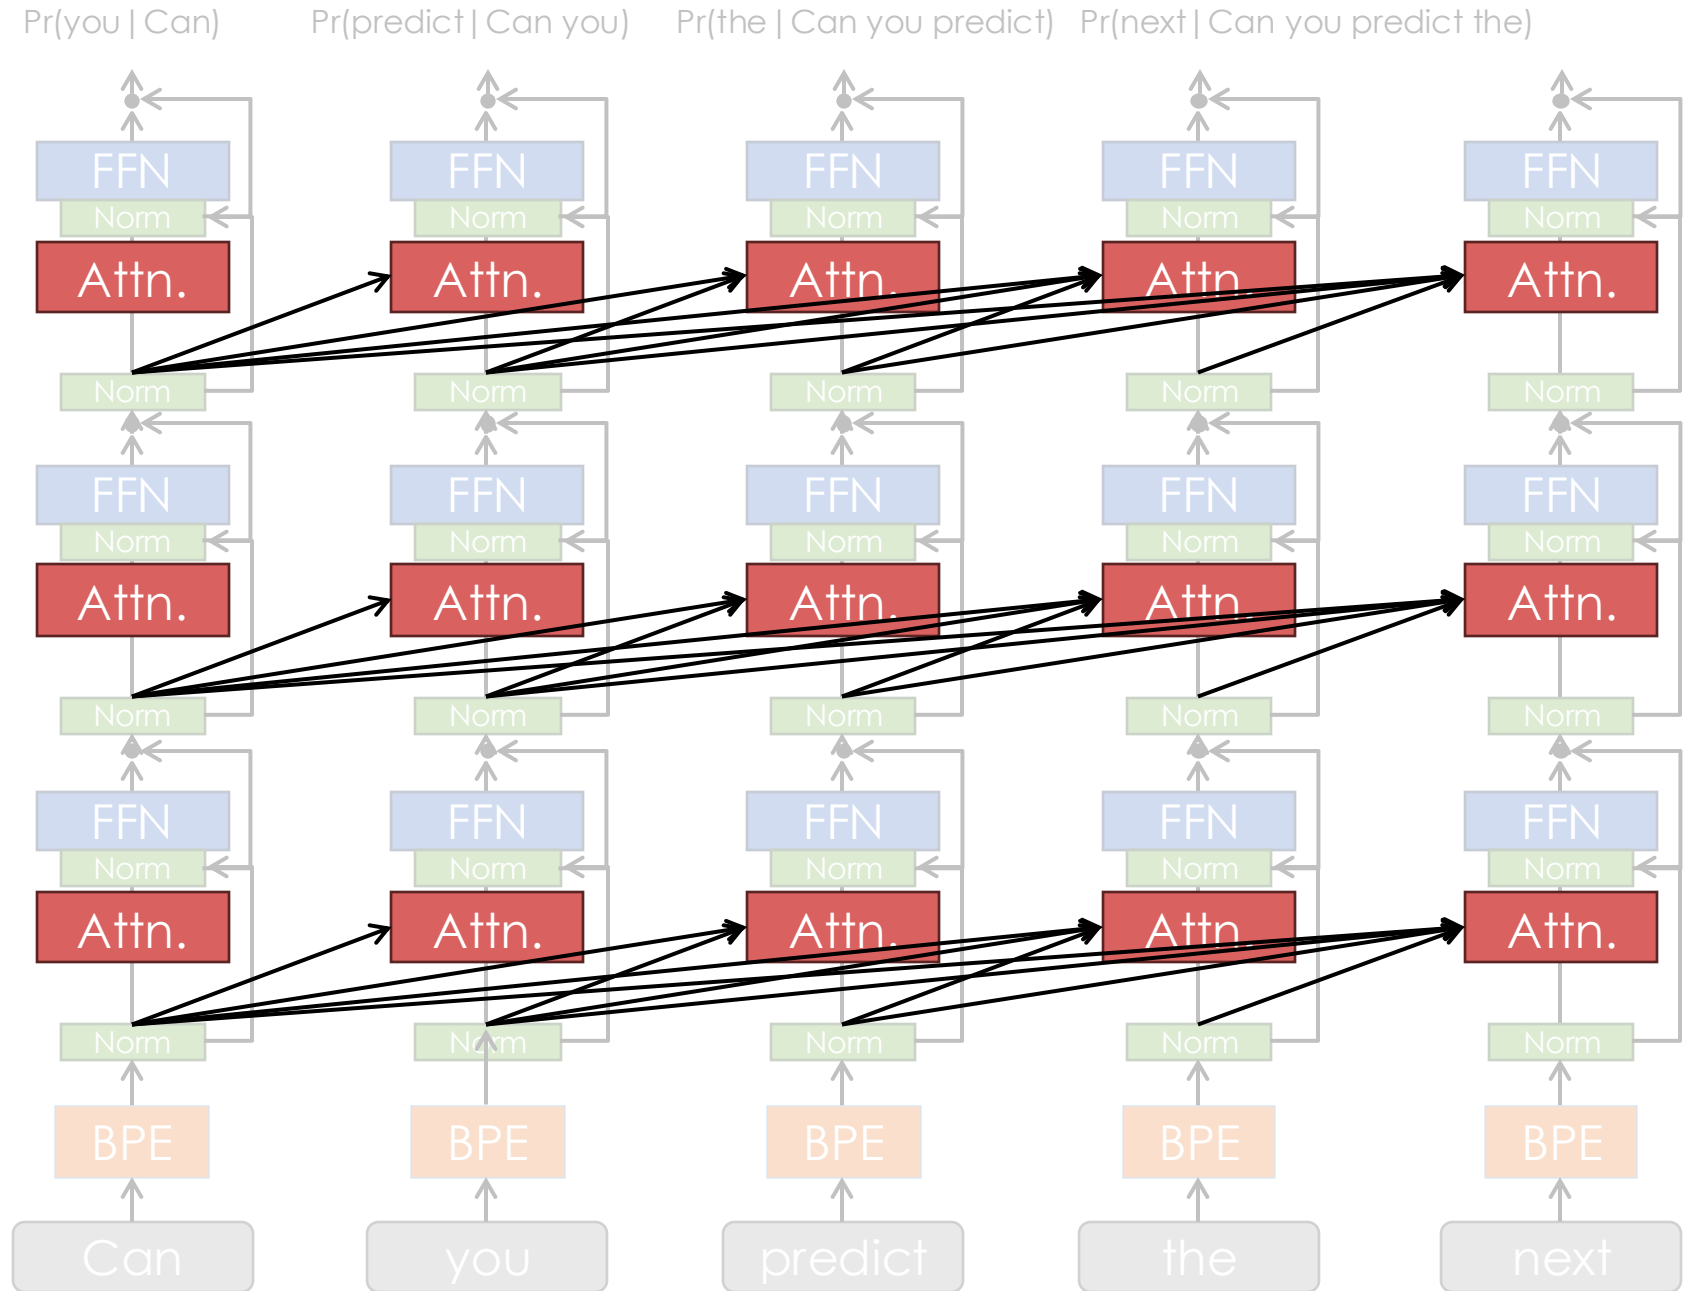 Pr(you|Can) Pr(predict|Can you) Pr(the|Can you predict) Pr(next|Can you predict the)
FFN FFN FFN FFN FFN
Norm Norm Norm Norm Norm
Attn. Attn. Attn. Attn. Attn.
Norm Norm Norm Norm Norm
FFN FFN FFN FFN FFN
Norm Norm Norm Norm Norm
Attn. Attn. Attn. Attn. Attn.
Norm Norm Norm Norm Norm
FFN FFN FFN FFN FFN
Norm Norm Norm Norm Norm
Attn. Attn. Attn. Attn. Attn.
Norm Norm Norm Norm Norm
BPE BPE BPE BPE BPE
Can you predict the next